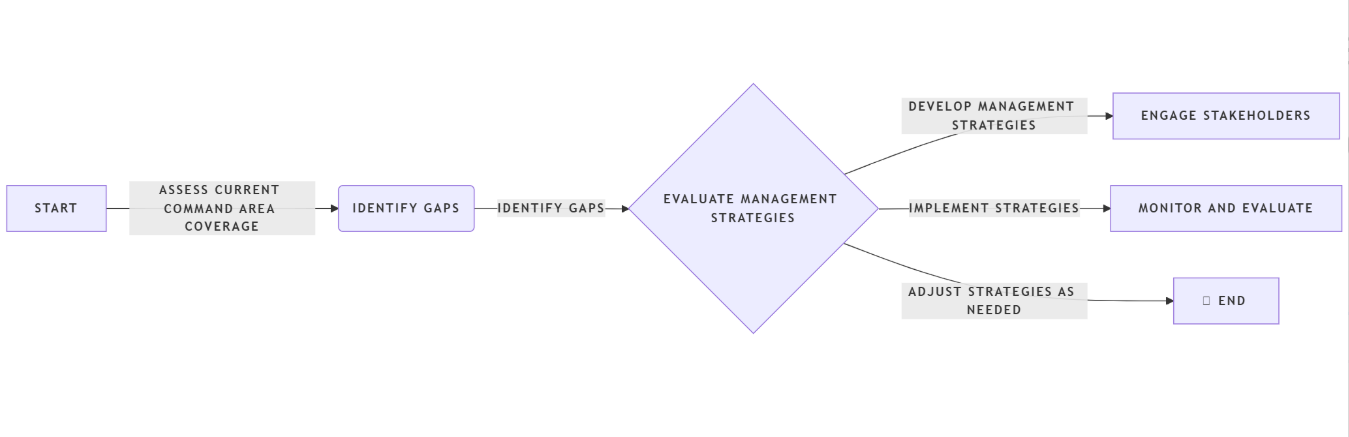 START
ASSESS CURRENT
COMMAND AREA
COVERAGE
IDENTIFY GAPS
IDENTIFY GAPS
EVALUATE MANAGEMENT
STRATEGIES
DEVELOP MANAGEMENT
STRATEGIES
ENGAGE STAKEHOLDERS
IMPLEMENT STRATEGIES
MONITOR AND EVALUATE
ADJUST STRATEGIES AS
NEEDED
END